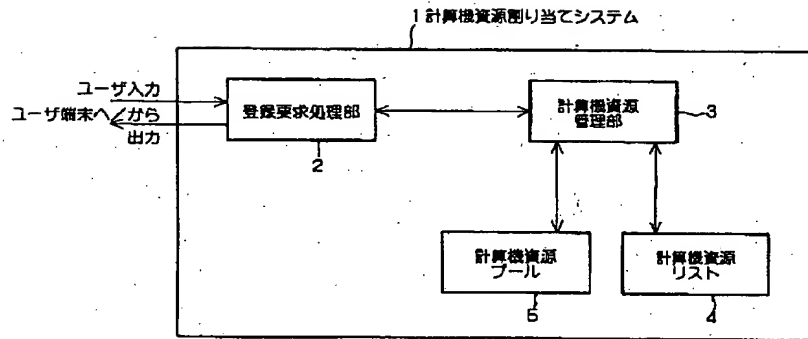 1 計算機資源割り当てシステム
ユーザ入力
ユーザ端末へ/から
出力
登録要求処理部
2
計算機資源
管理部
3
計算機資源
プール
5
計算機資源
リスト
4